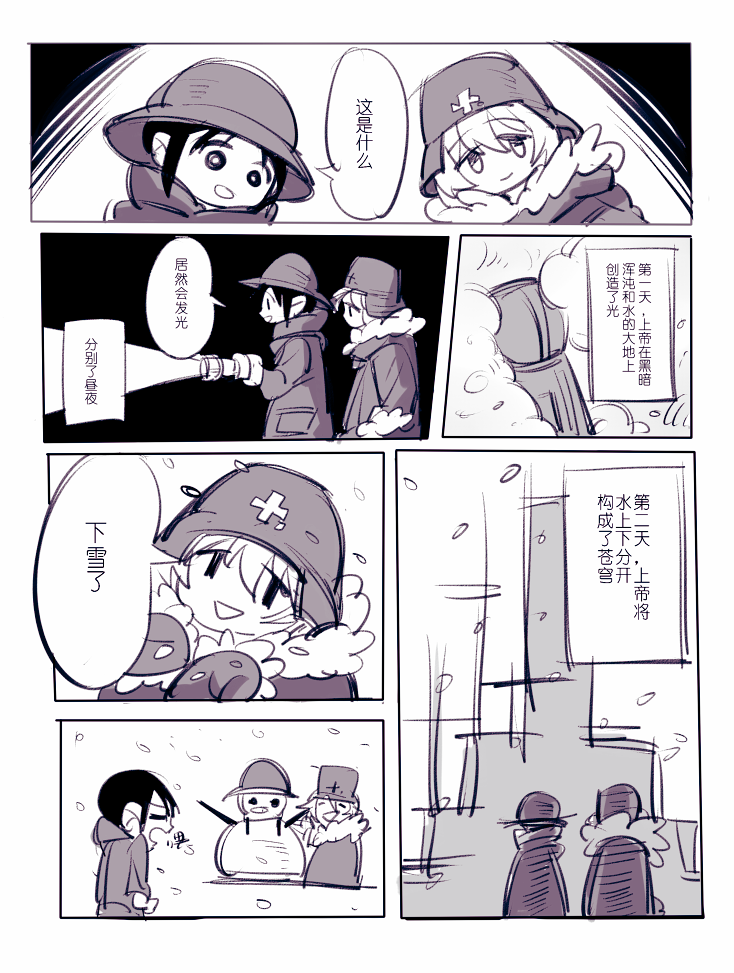 这是什么
第一天，上帝在黑暗
浑沌和水的大地上
创造了光
居然会发光
分别了昼夜
第二天，上帝将
水上下分开
构成了苍穹
下雪了